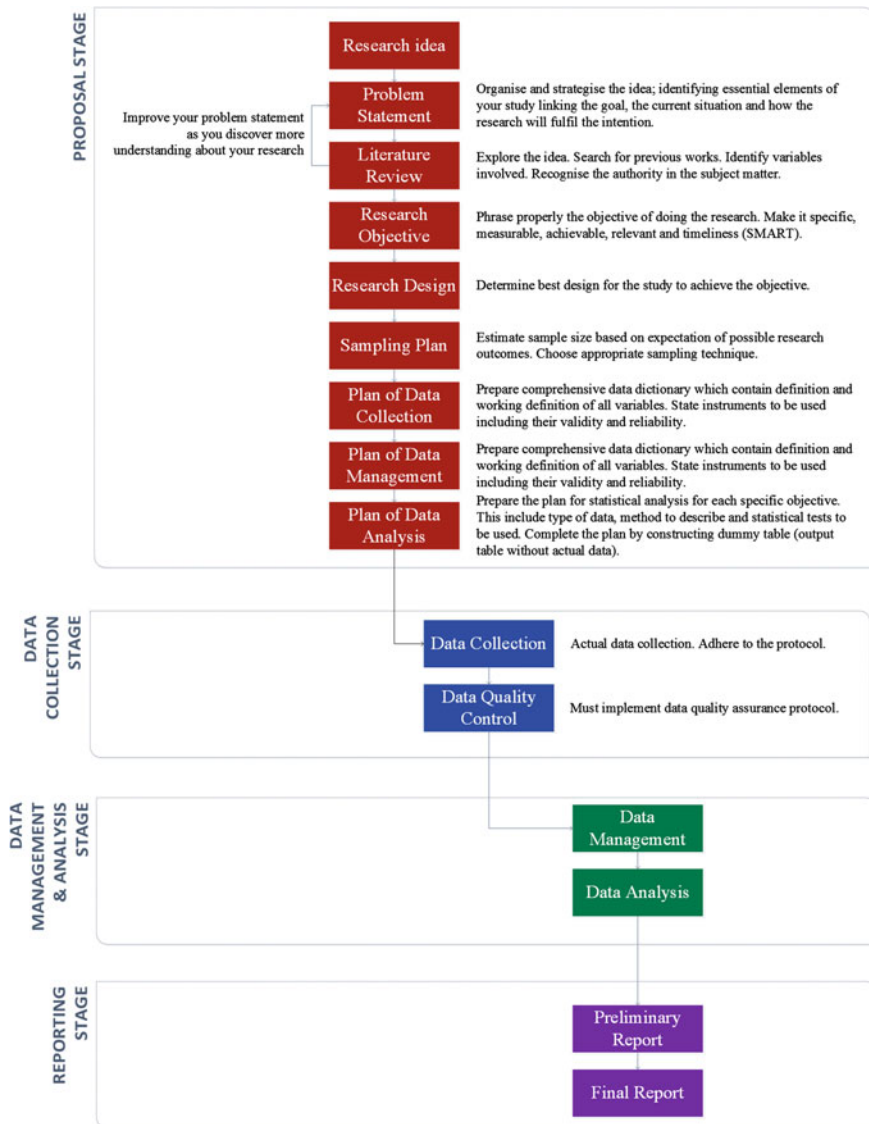 PROPOSAL STAGE
Research idea
Problem
Statement
Organise and strategise the idea; identifying essential elements of
your study linking the goal, the current situation and how the
research will fulfil the intention.
Improve your problem statement
as you discover more
understanding about your research
Literature
Review
Explore the idea. Search for previous works. Identify variables
involved. Recognise the authority in the subject matter.
Research
Objective
Phrase properly the objective of doing the research. Make it specific,
measurable, achievable, relevant and timeliness (SMART).
Research Design
Determine best design for the study to achieve the objective.
Sampling Plan
Estimate sample size based on expectation of possible research
outcomes. Choose appropriate sampling technique.
Plan of Data
Collection
Prepare comprehensive data dictionary which contain definition and
working definition of all variables. State instruments to be used
including their validity and reliability.
Plan of Data
Management
Prepare comprehensive data dictionary which contain definition and
working definition of all variables. State instruments to be used
including their validity and reliability.
Plan of Data
Analysis
Prepare the plan for statistical analysis for each specific objective.
This include type of data, method to describe and statistical tests to
be used. Complete the plan by constructing dummy table (output
table without actual data).
DATA
COLLECTION
STAGE
Data Collection
Actual data collection. Adhere to the protocol.
Data Quality
Control
Must implement data quality assurance protocol.
DATA
MANAGEMENT
& ANALYSIS
STAGE
Data
Management
Data Analysis
REPORTING
STAGE
Preliminary
Report
Final Report